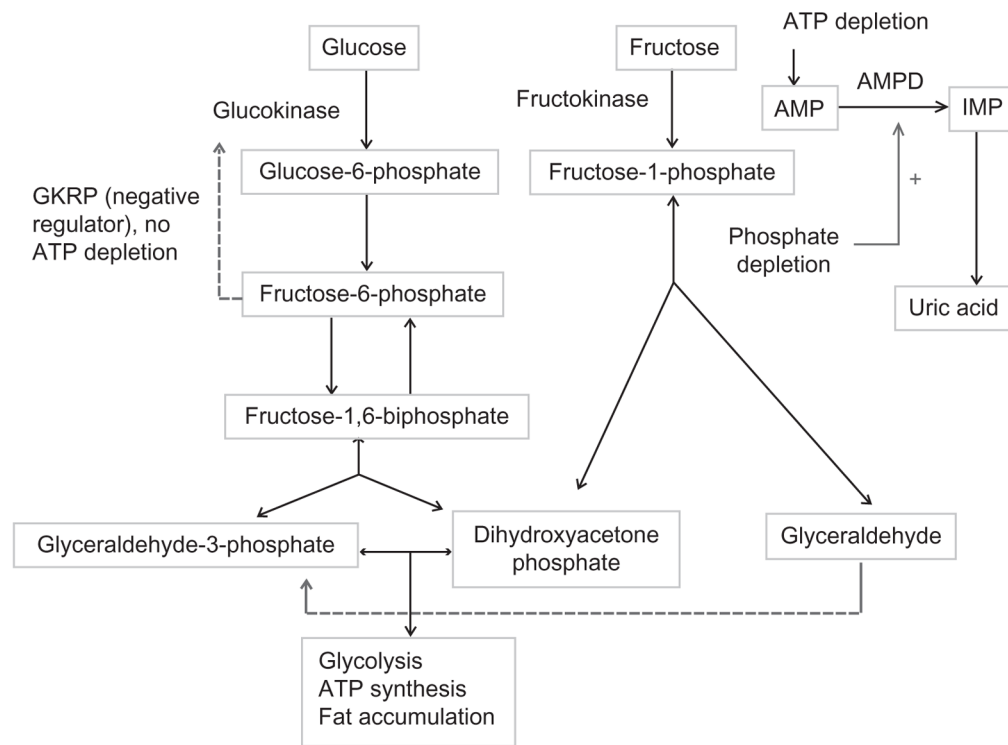 ATP depletion
Glucose
Fructose
AMPD
Glucokinase
Fructokinase
AMP
IMP
Glucose-6-phosphate
Fructose-1-phosphate
+
GKRP (negative
regulator), no
ATP depletion
Phosphate
depletion
Fructose-6-phosphate
Uric acid
Fructose-1,6-biphosphate
Glyceraldehyde-3-phosphate
Dihydroxyacetone
phosphate
Glyceraldehyde
Glycolysis
ATP synthesis
Fat accumulation